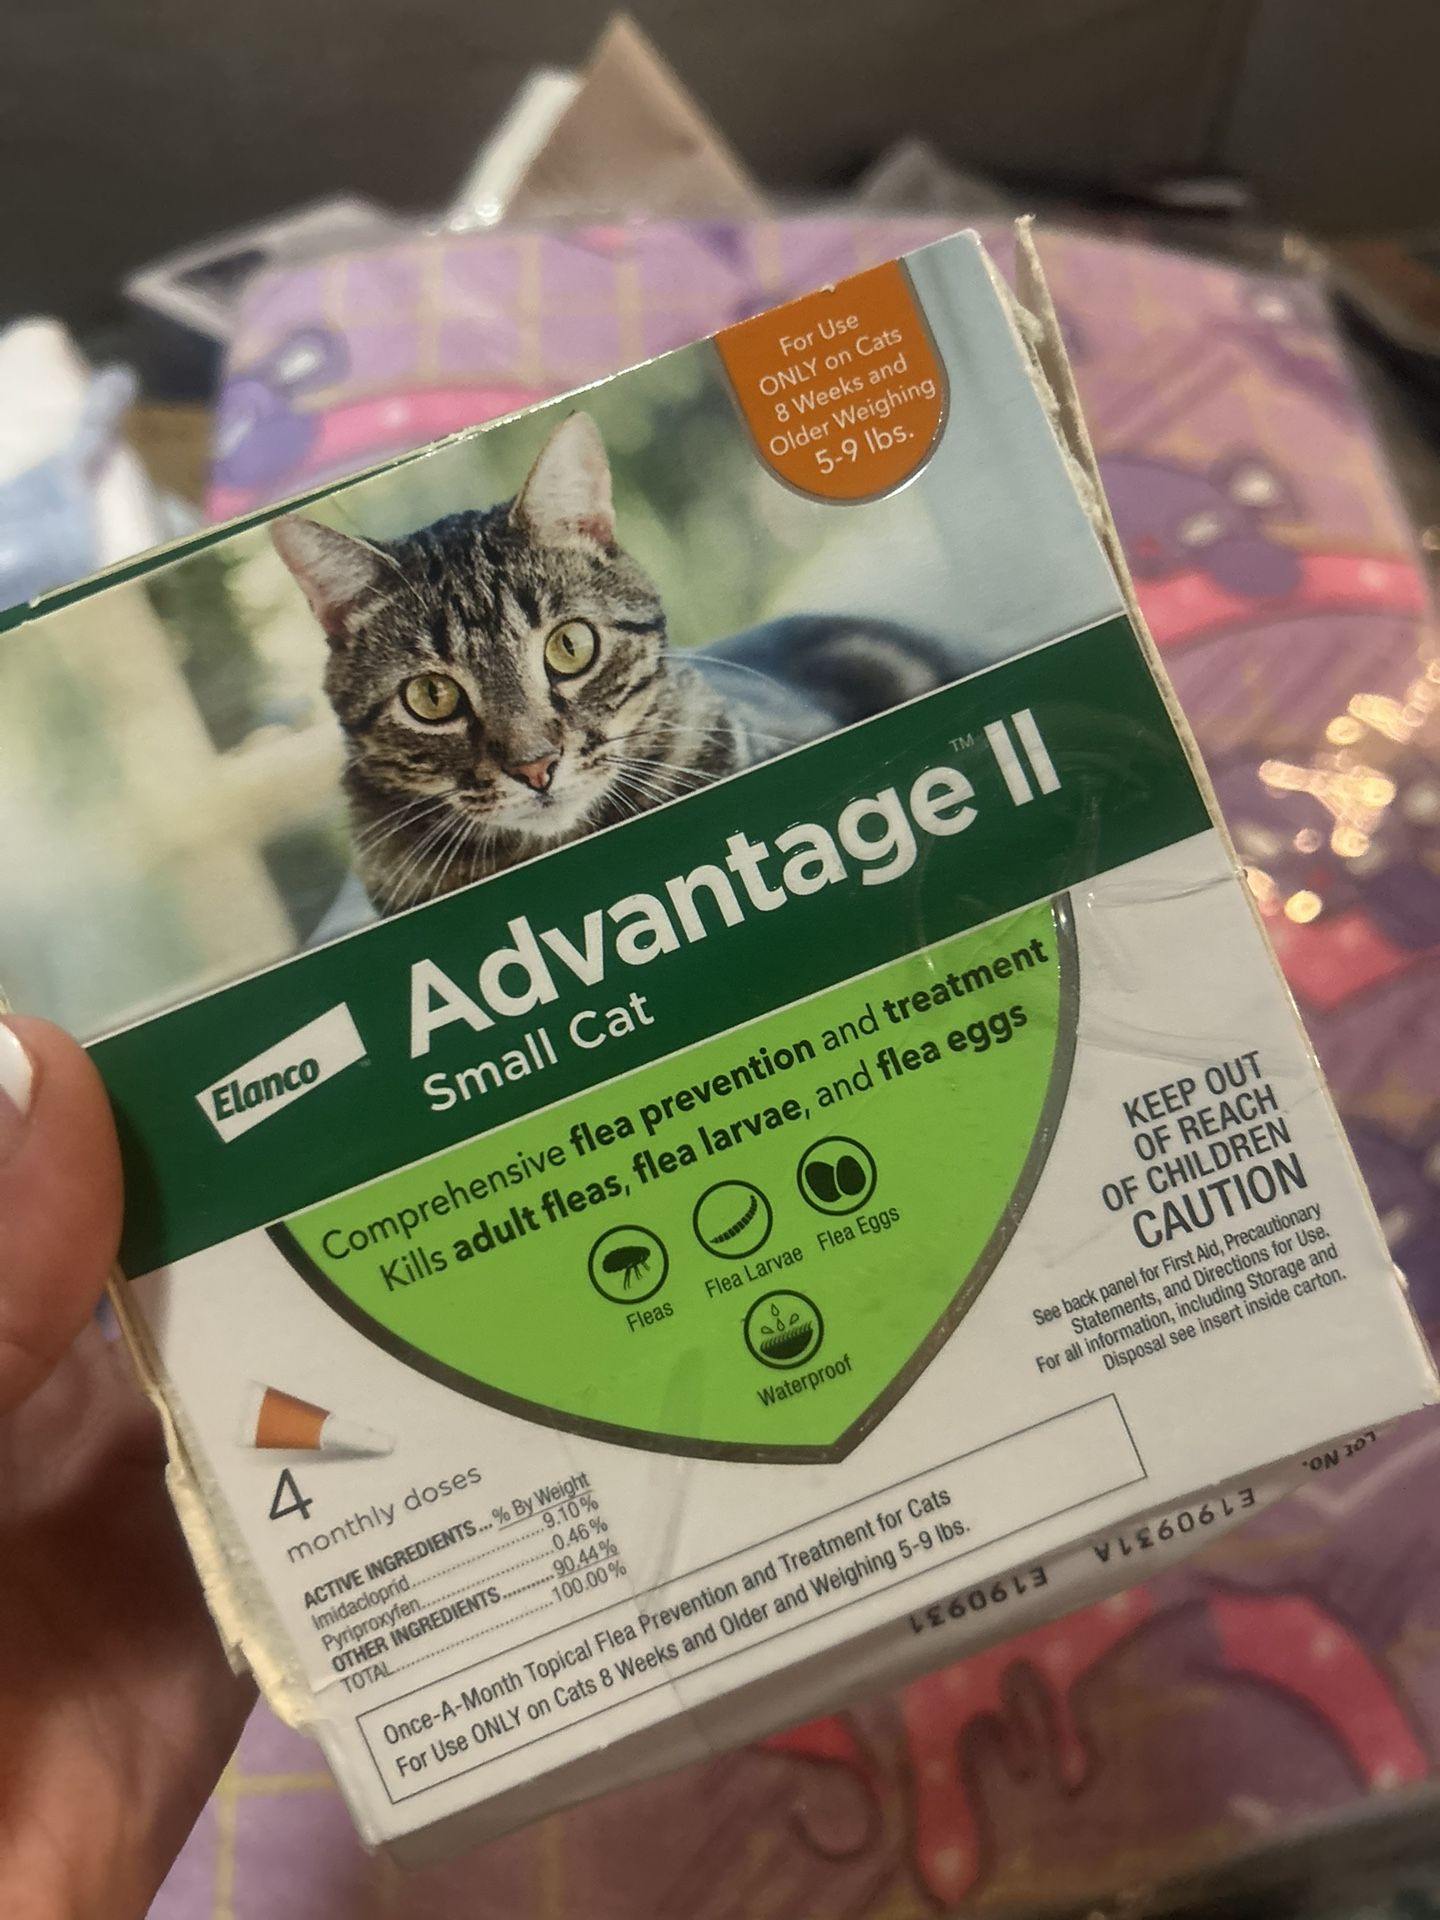 For Use
ONLY on Cats
8 Weeks and
Older Weighing
5-9 lbs.
Advantage™ II
Small Cat
Elanco
Comprehensive flea prevention and treatment
Kills adult fleas, flea larvae, and flea eggs
Fleas
Flea Larvae
Flea Eggs
Waterproof
KEEP OUT
OF REACH
OF CHILDREN
CAUTION
See back panel for First Aid, Precautionary
Statements, and Directions for Use.
For all information, including Storage and
Disposal see insert inside carton.
4
monthly doses
ACTIVE INGREDIENTS...% By Weight
Imidacloprid..........................9.10%
Pyriproxyfen..........................0.46%
OTHER INGREDIENTS..........90.44%
TOTAL..............................100.00%
Once-A-Month Topical Flea Prevention and Treatment for Cats
For Use ONLY on Cats 8 Weeks and Older and Weighing 5-9 lbs.
LOT NO.
E190931A
E190931